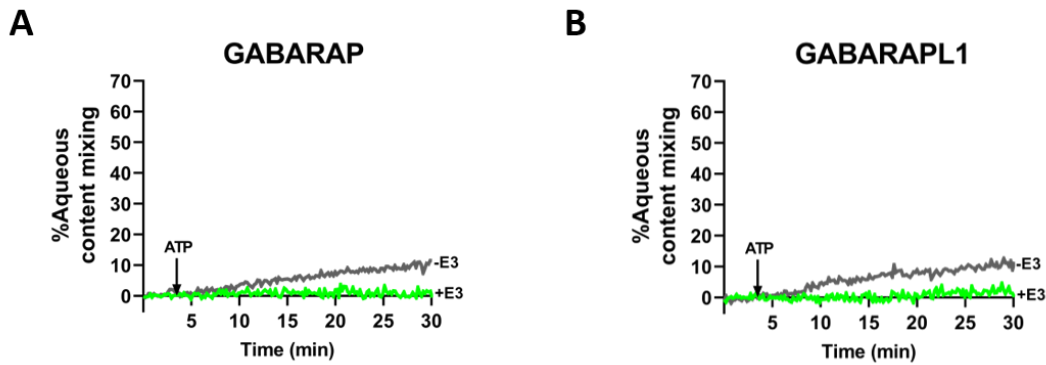 A
GABARAP
%Aqueous
content mixing
70
60
50
40
30
20
10
0
ATP
-E3
+E3
5
10
15
20
25
30
Time (min)
B
GABARAPL1
%Aqueous
content mixing
70
60
50
40
30
20
10
0
ATP
-E3
+E3
5
10
15
20
25
30
Time (min)